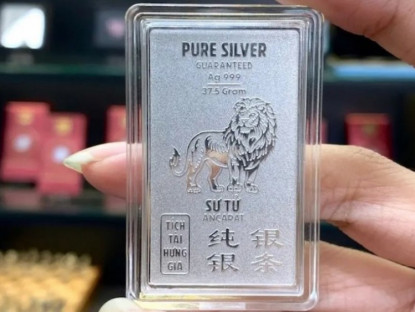 PURE SILVER
GUARANTEED
Ag 999
37.5 Gram
SƯ TỬ
ANCARAT
TÍCH
TÀI
HƯNG
GIA
纯 银
银 条